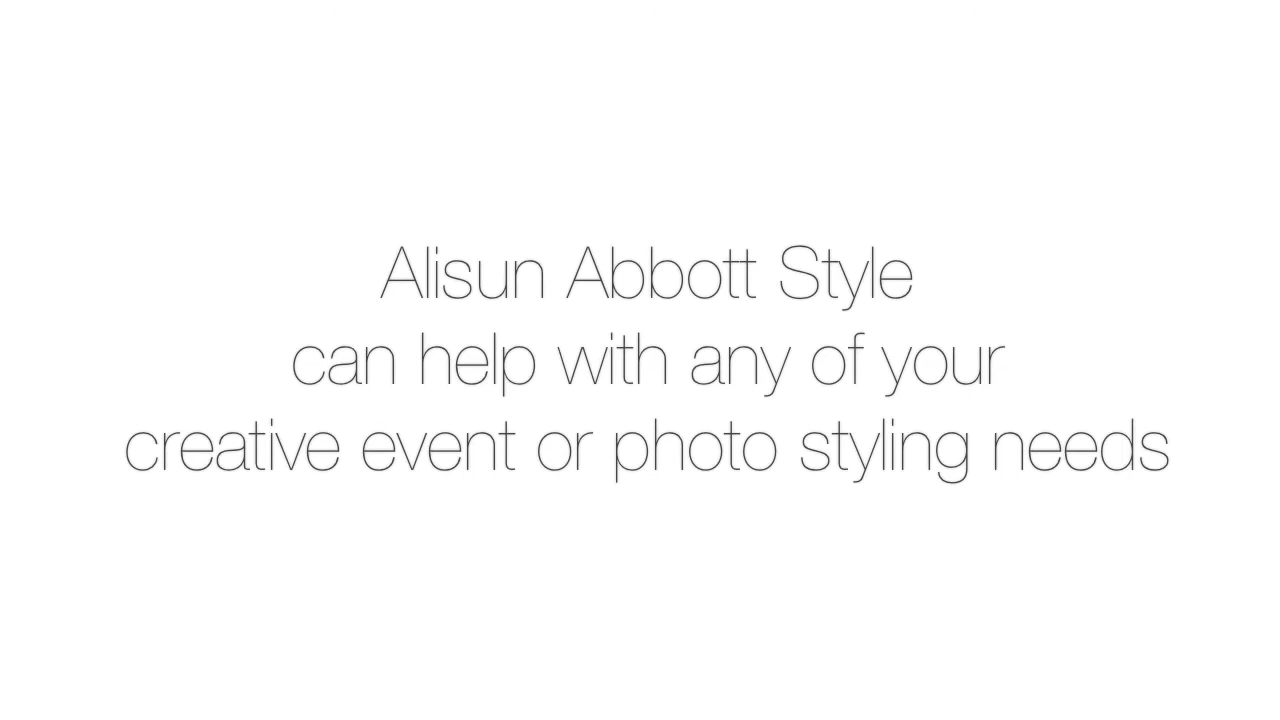 Alisun Abbott Style
can help with any of your
creative event or photo styling needs